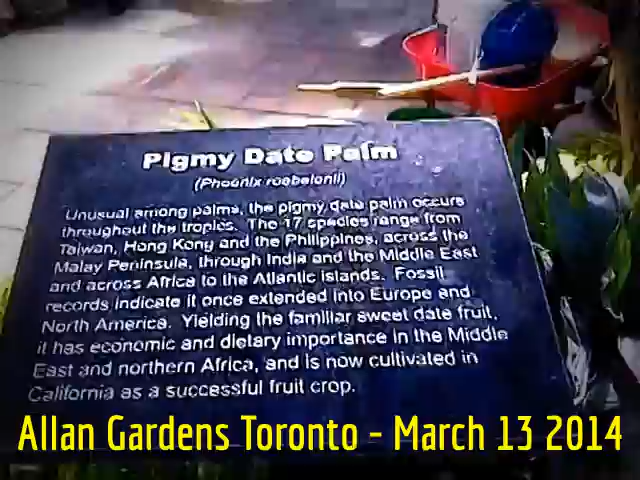 Pigmy Date Palm
(Phoenix roebelenii)
Unusual among palms, the pigmy date palm occurs
throughout the tropics. The 17 species range from
Taiwan, Hong Kong and the Philippines, across the
Malay Peninsula, through India and the Middle East
and across Africa to the Atlantic islands. Fossil
records indicate it once extended into Europe and
North America. Yielding the familiar sweet date fruit,
it has economic and dietary importance in the Middle
East and northern Africa, and is now cultivated in
California as a successful fruit crop.
Allan Gardens Toronto - March 13 2014